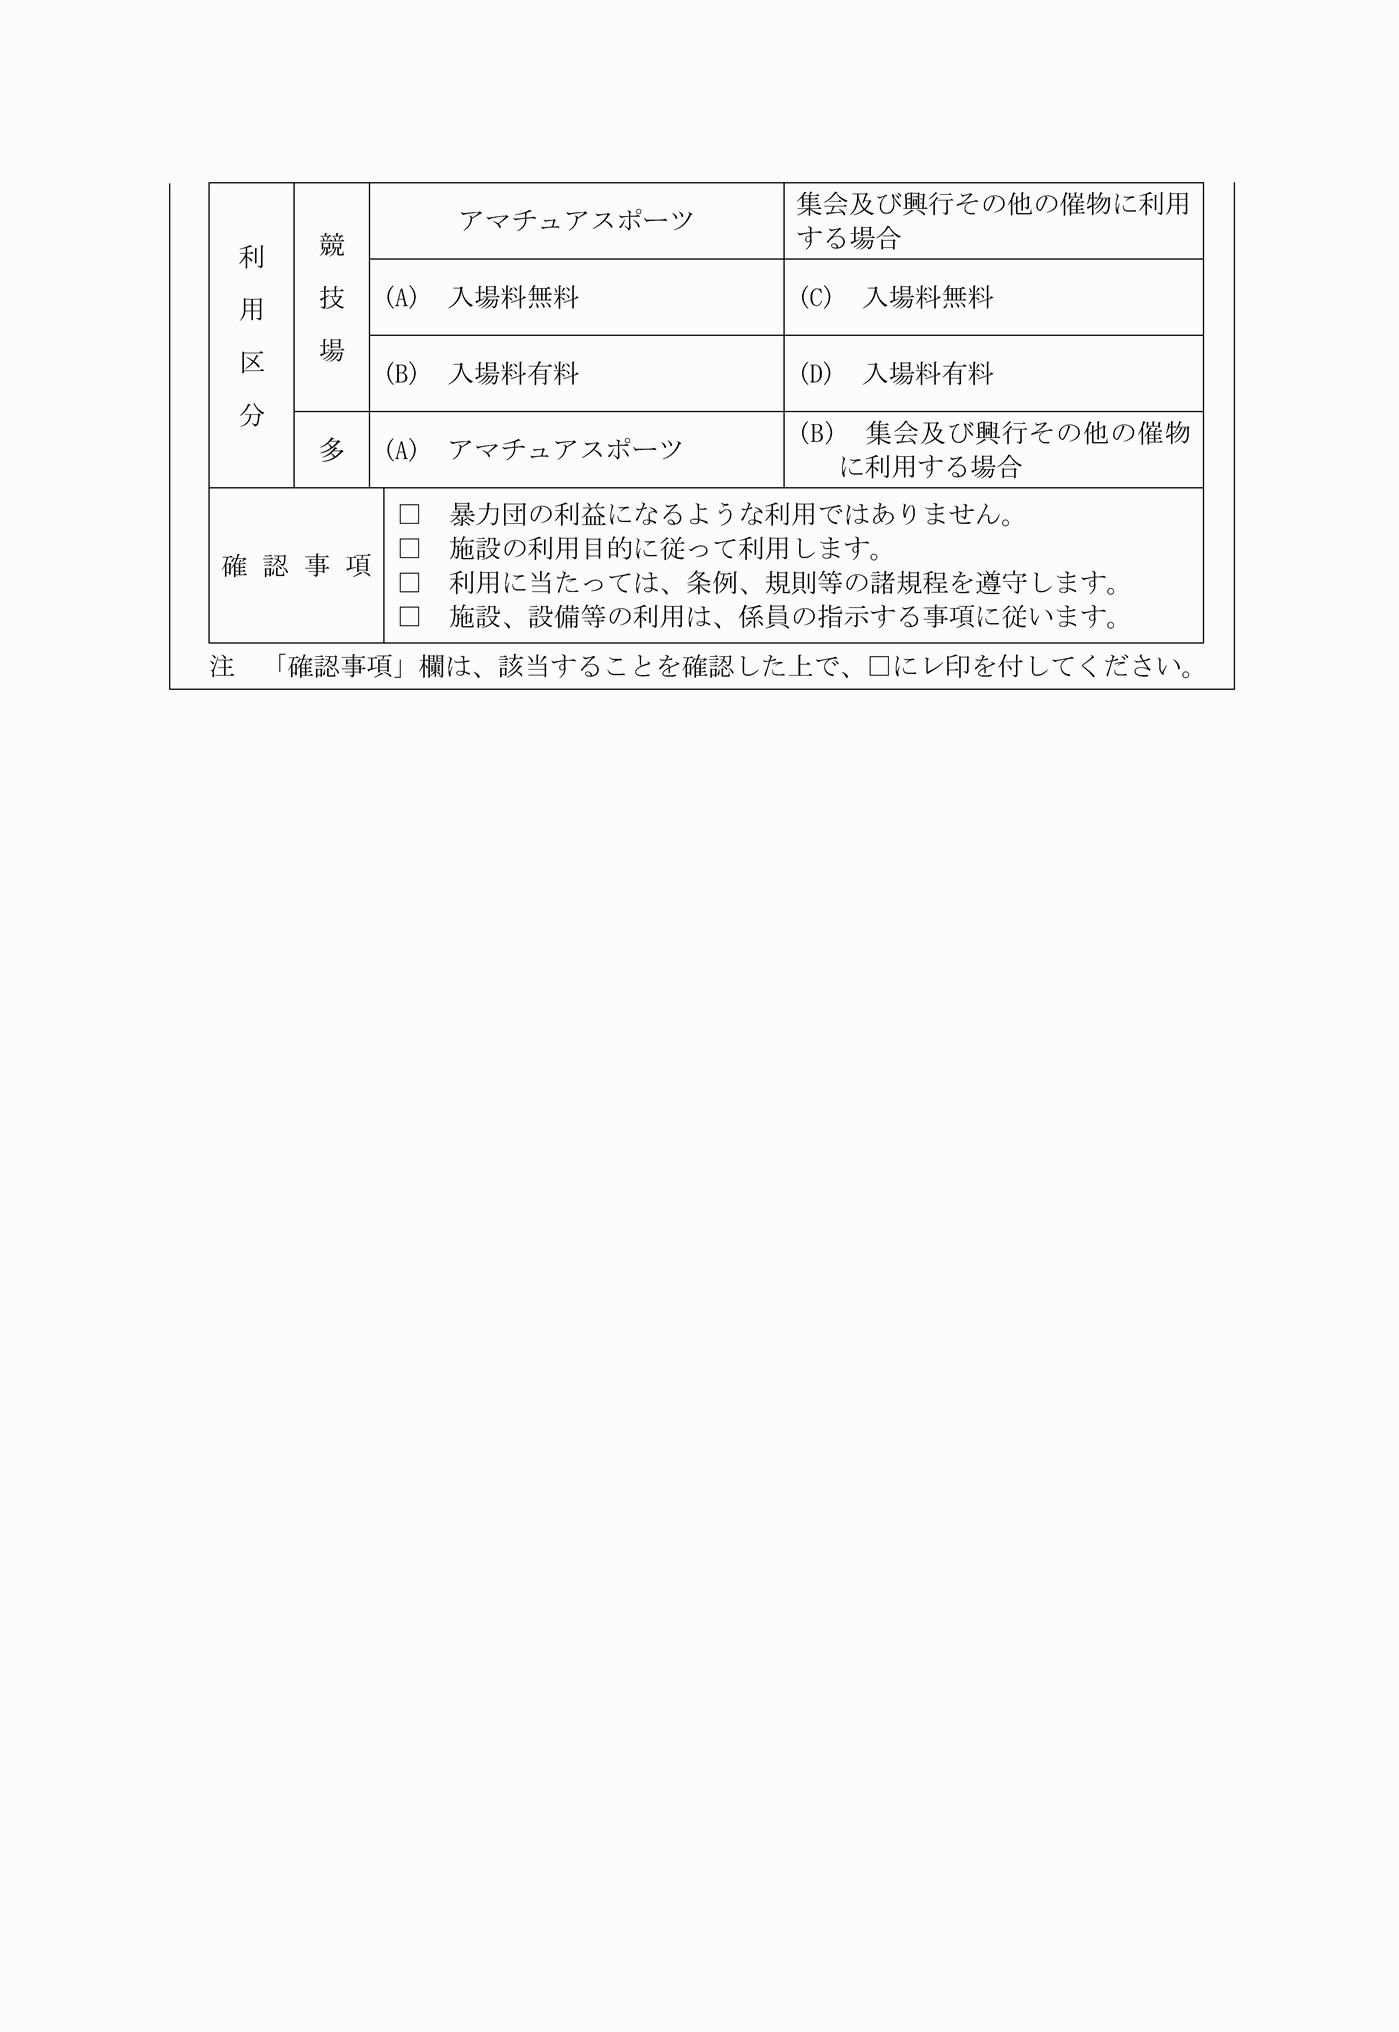 利用区分
競技場
アマチュアスポーツ
集会及び興行その他の催物に利用
する場合
(A)　入場料無料
(C)　入場料無料
(B)　入場料有料
(D)　入場料有料
多
(A)　アマチュアスポーツ
(B)　集会及び興行その他の催物
に利用する場合
確認事項
□　暴力団の利益になるような利用ではありません。
□　施設の利用目的に従って利用します。
□　利用に当たっては、条例、規則等の諸規程を遵守します。
□　施設、設備等の利用は、係員の指示する事項に従います。
注　「確認事項」欄は、該当することを確認した上で、□にレ印を付してください。